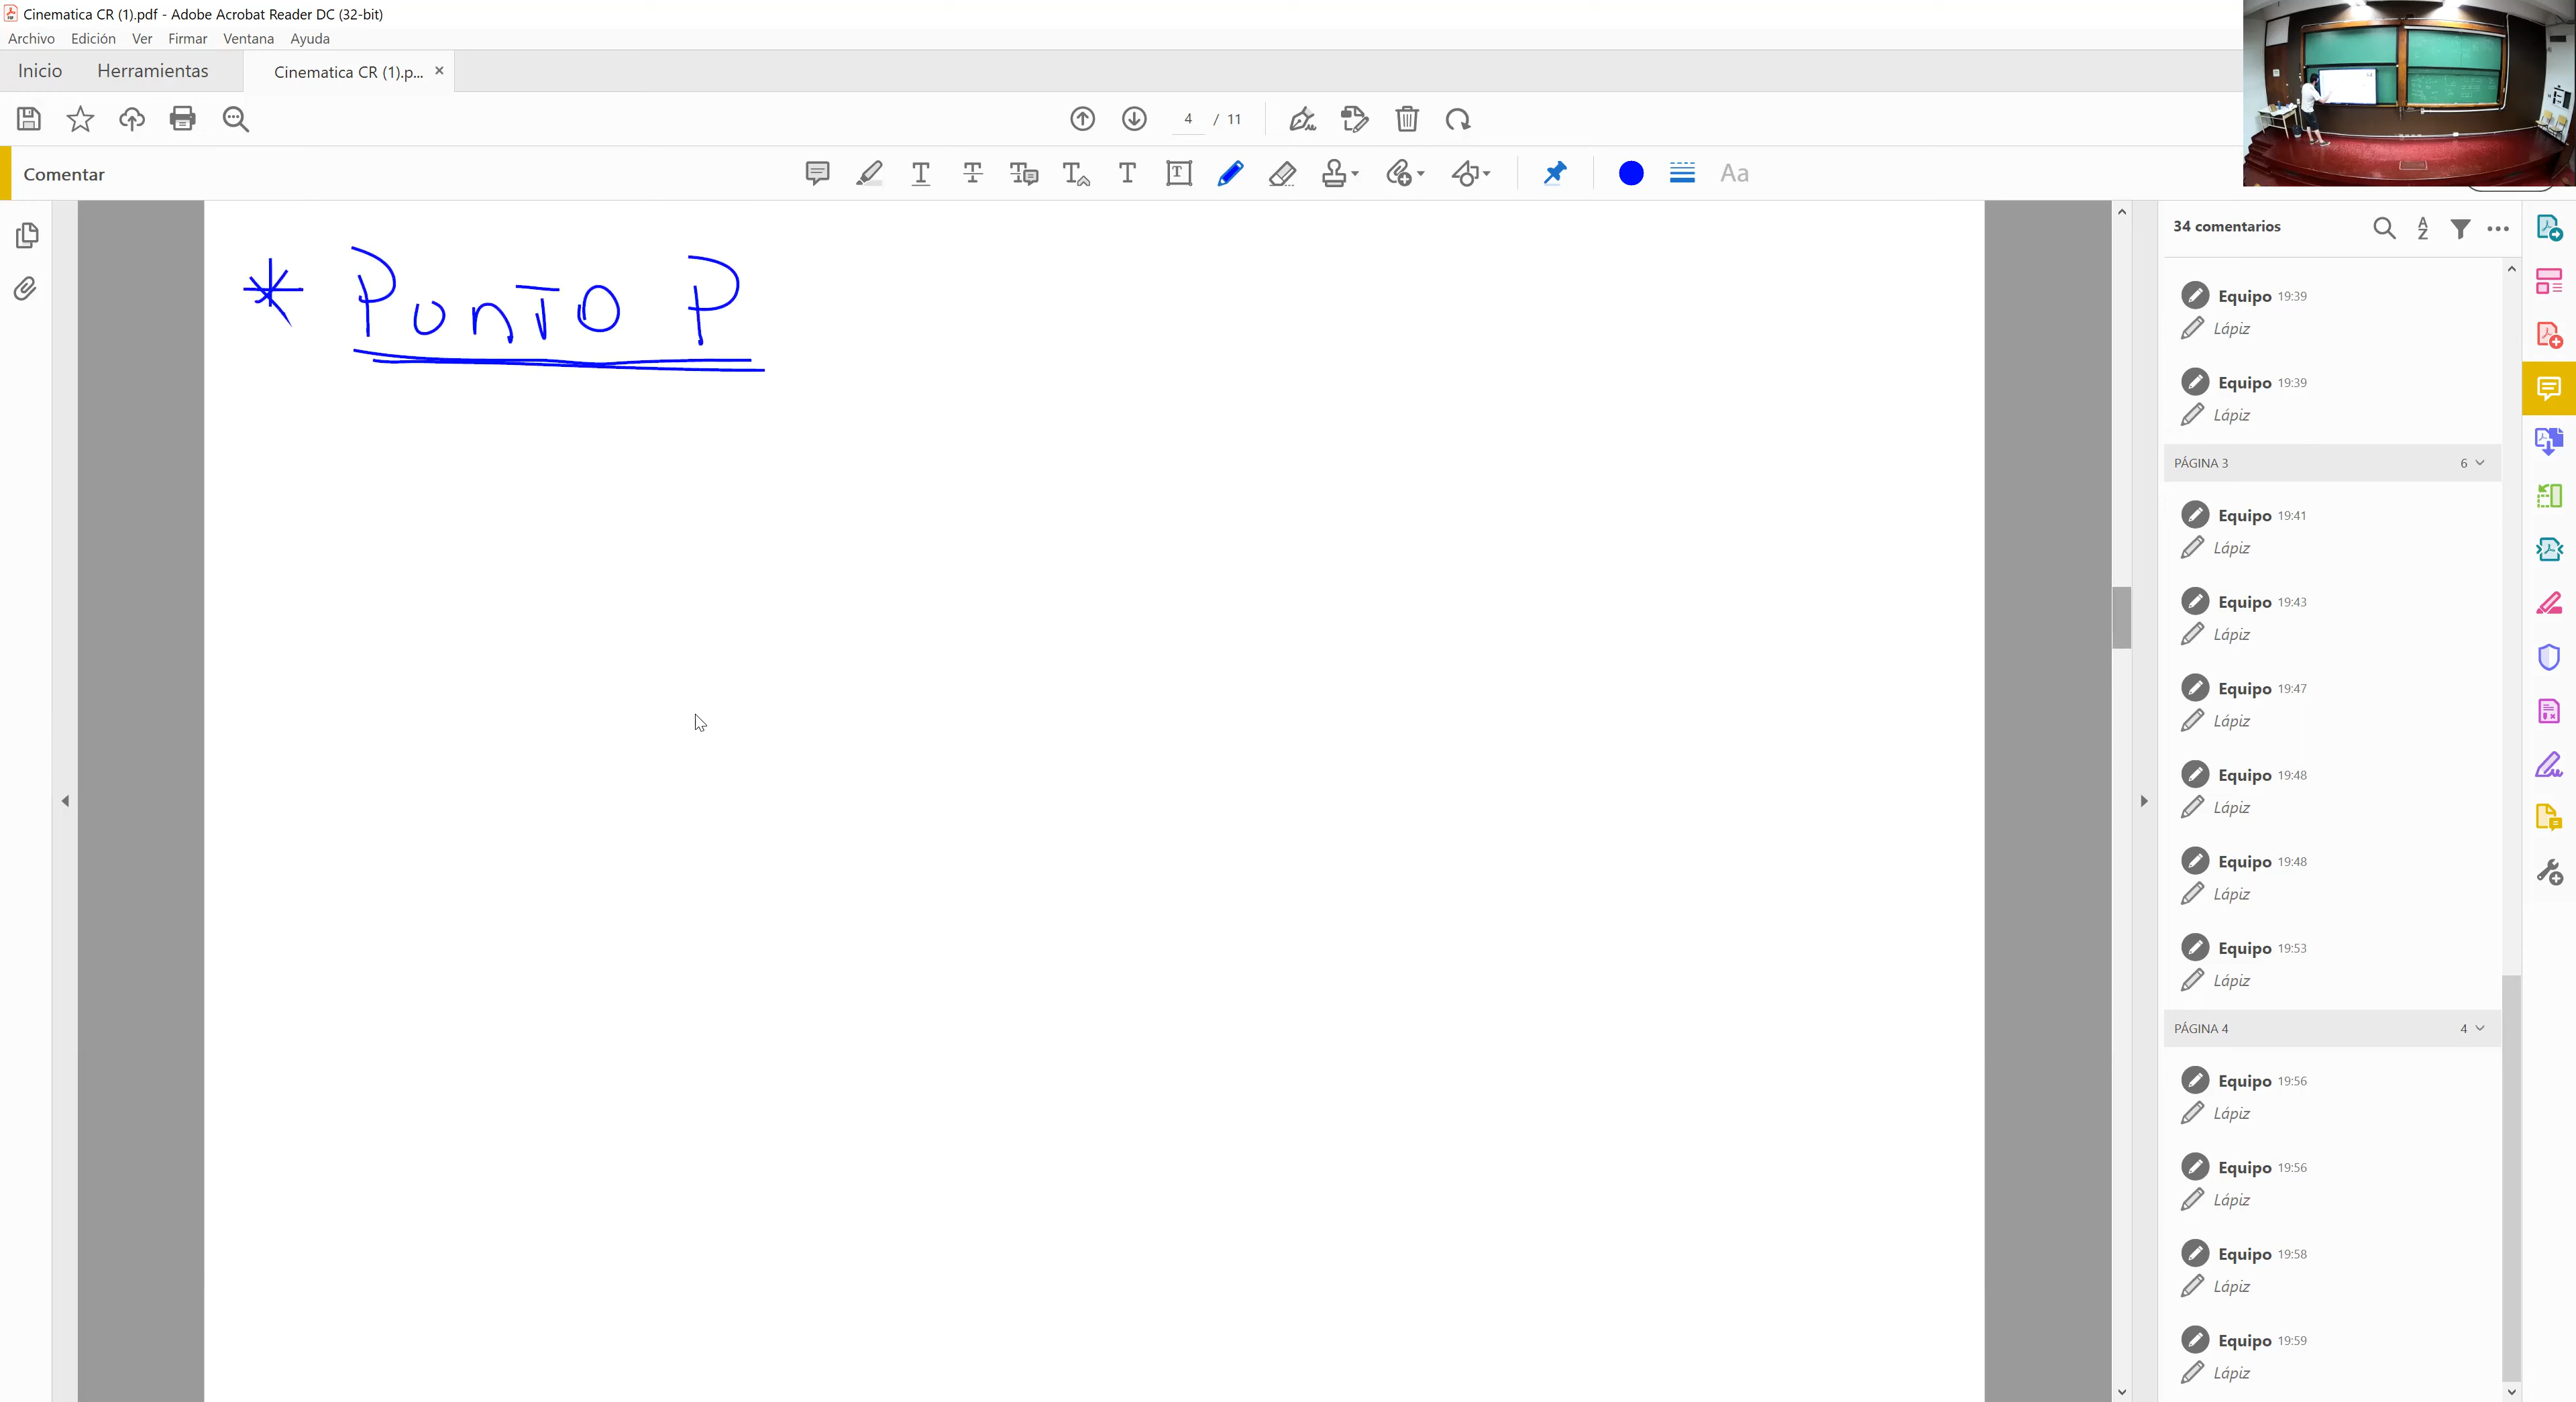 Cinematica CR (1).pdf - Adobe Acrobat Reader DC (32-bit)
Archivo Edición Ver Firmar Ventana Ayuda
Inicio Herramientas Cinematica CR (1).p... ×
4 / 11
Comentar
Aa
* PUnTO P
34 comentarios
Equipo 19:39
Lápiz
Equipo 19:39
Lápiz
PÁGINA 3 6
Equipo 19:41
Lápiz
Equipo 19:43
Lápiz
Equipo 19:47
Lápiz
Equipo 19:48
Lápiz
Equipo 19:48
Lápiz
Equipo 19:53
Lápiz
PÁGINA 4 4
Equipo 19:56
Lápiz
Equipo 19:56
Lápiz
Equipo 19:58
Lápiz
Equipo 19:59
Lápiz